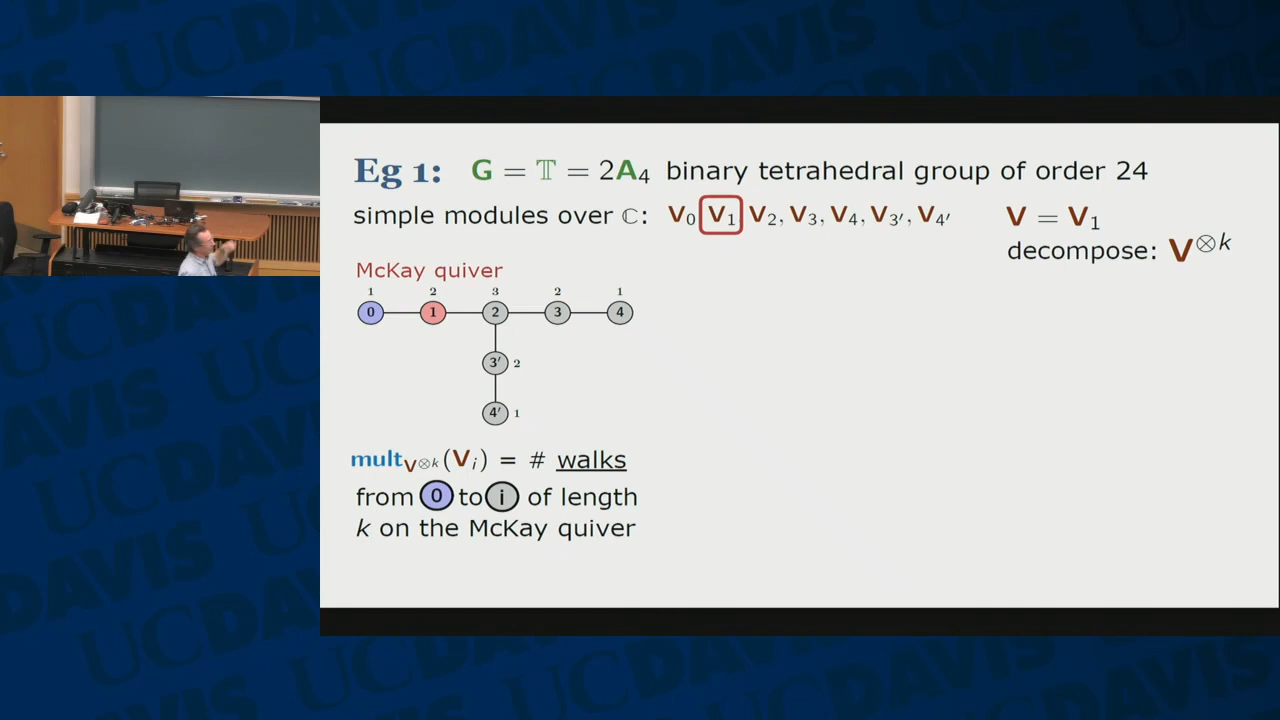 Eg 1: G = 𝕋 = 2A₄ binary tetrahedral group of order 24
simple modules over ℂ: V₀ V₁ V₂, V₃, V₄, V₃′, V₄′
V = V₁
decompose: V^⊗k
McKay quiver
1 2 3 2 1
0 1 2 3 4
3′ 2
4′ 1
mult_V⊗k (Vᵢ) = # walks
from 0 to i of length
k on the McKay quiver
UCDAVIS